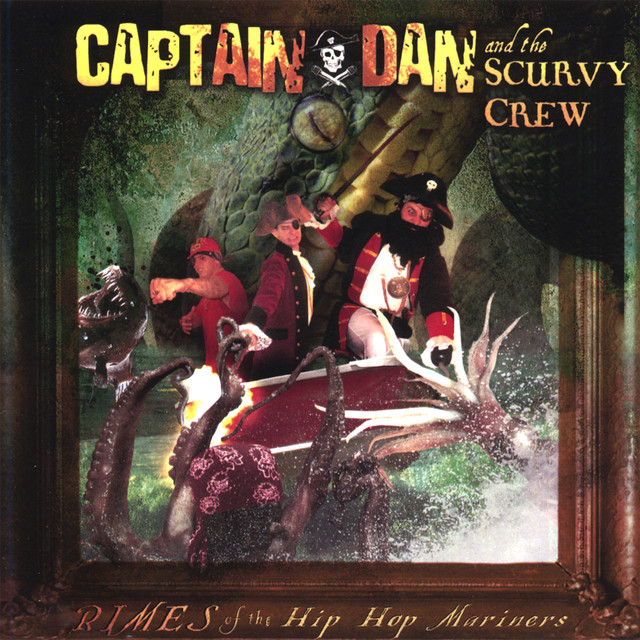 CAPTAIN DAN and the
SCURVY
CREW
RIMES of the Hip Hop Mariners